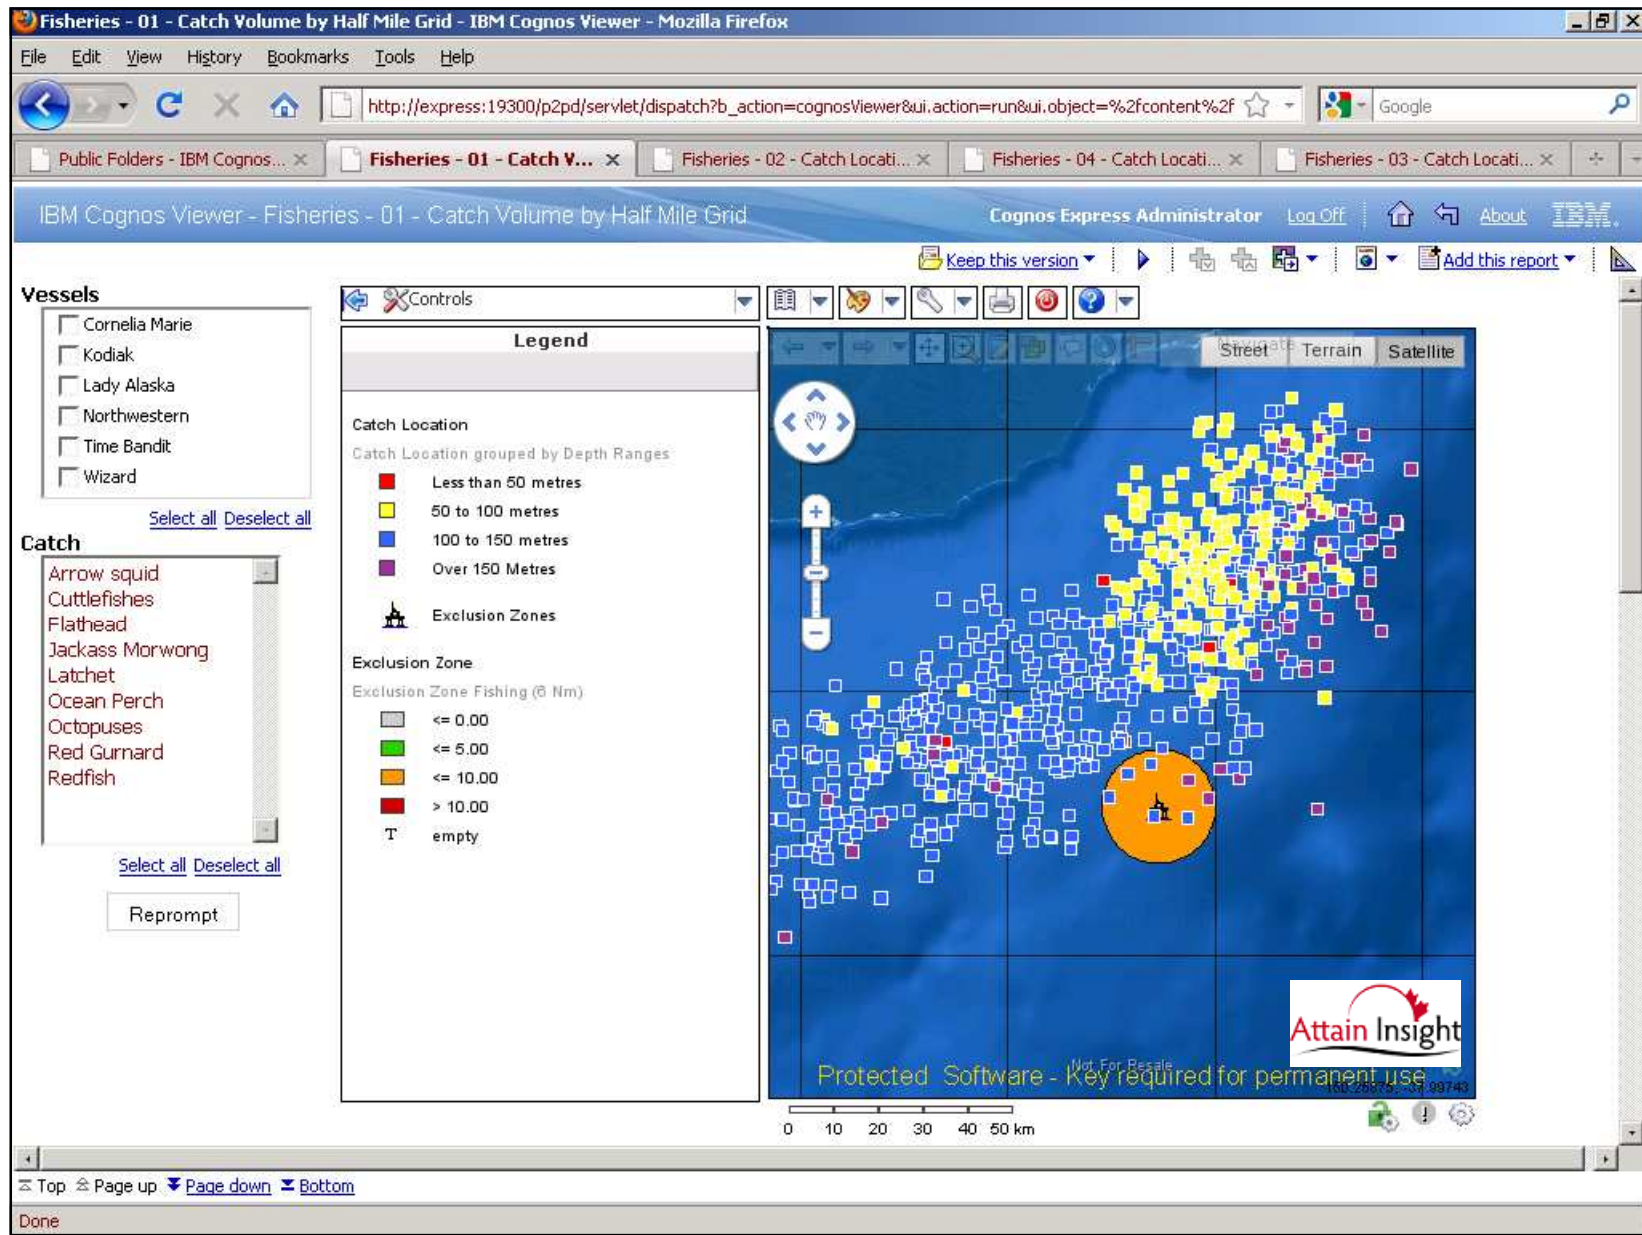 Fisheries - 01 - Catch Volume by Half Mile Grid - IBM Cognos Viewer - Mozilla Firefox
File Edit View History Bookmarks Tools Help
http://express:19300/p2pd/servlet/dispatch?b_action=cognosViewer&ui.action=run&ui.object=%2fcontent%2f
Google
Public Folders - IBM Cognos...
Fisheries - 01 - Catch V...
Fisheries - 02 - Catch Locati...
Fisheries - 04 - Catch Locati...
Fisheries - 03 - Catch Locati...
IBM Cognos Viewer - Fisheries - 01 - Catch Volume by Half Mile Grid
Cognos Express Administrator Log Off About IBM.
Keep this version Add this report
Vessels
Cornelia Marie
Kodiak
Lady Alaska
Northwestern
Time Bandit
Wizard
Select all Deselect all
Catch
Arrow squid
Cuttlefishes
Flathead
Jackass Morwong
Latchet
Ocean Perch
Octopuses
Red Gurnard
Redfish
Select all Deselect all
Reprompt
Controls
Legend
Catch Location
Catch Location grouped by Depth Ranges
Less than 50 metres
50 to 100 metres
100 to 150 metres
Over 150 Metres
Exclusion Zones
Exclusion Zone
Exclusion Zone Fishing (6 Nm)
<= 0.00
<= 5.00
<= 10.00
> 10.00
T empty
Navigate
Street Terrain Satellite
Attain Insight
Not For Resale
Protected Software - Key required for permanent use
0 10 20 30 40 50 km
Top Page up Page down Bottom
Done